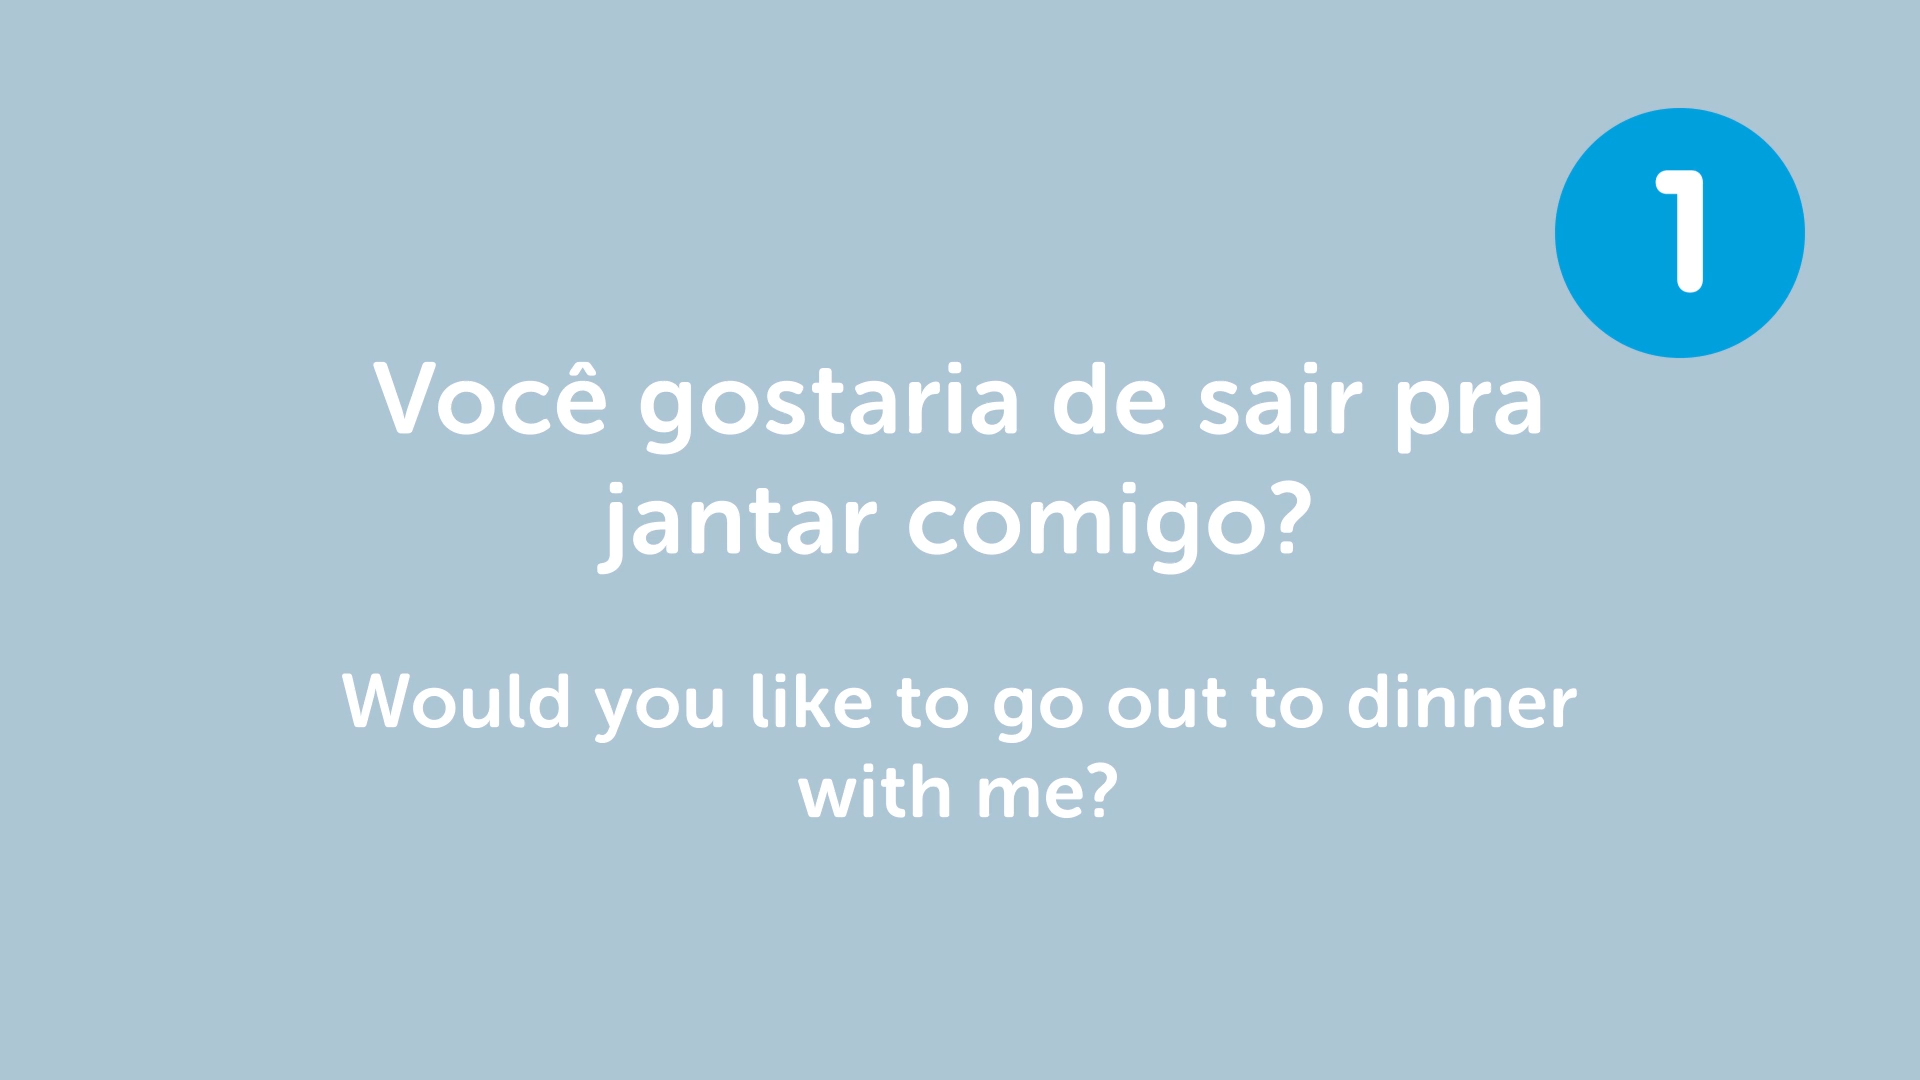 1
Você gostaria de sair pra
jantar comigo?
Would you like to go out to dinner
with me?